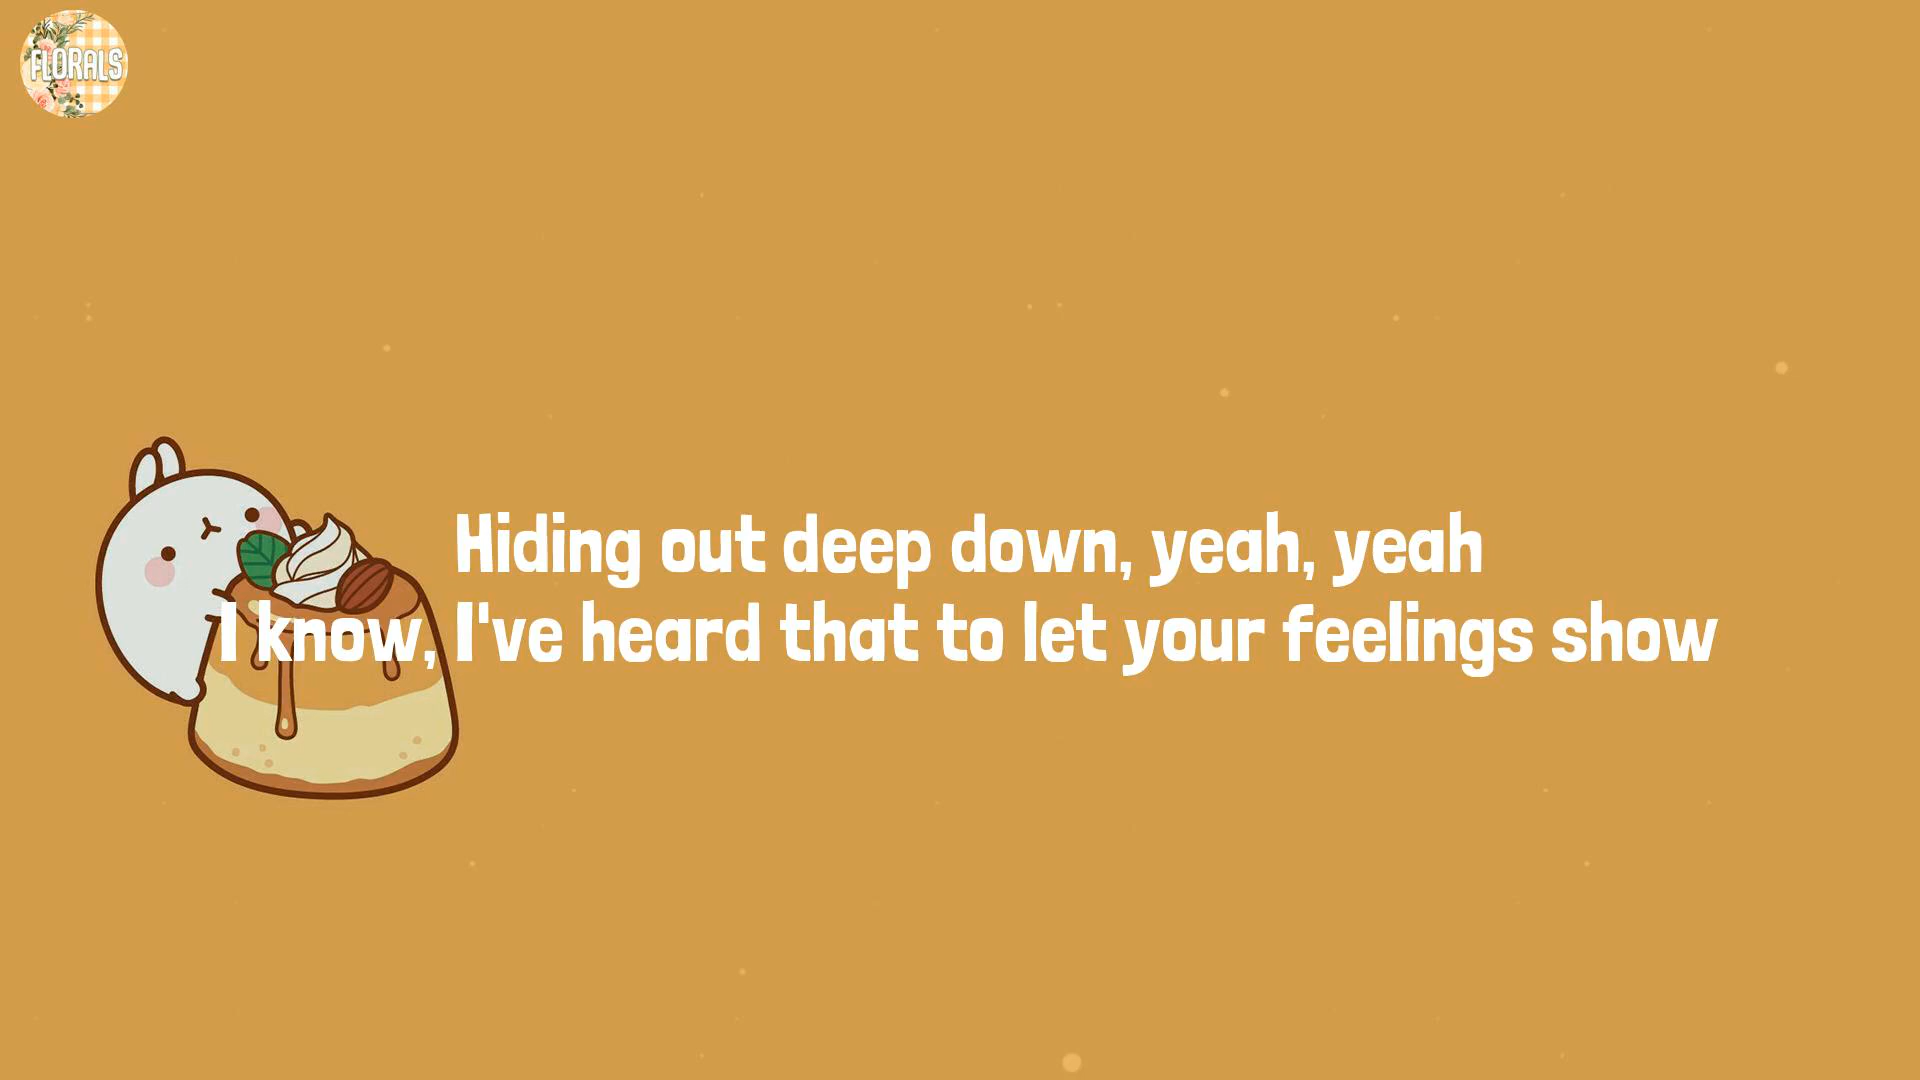 FLORALS
Hiding out deep down, yeah, yeah
I know, I've heard that to let your feelings show